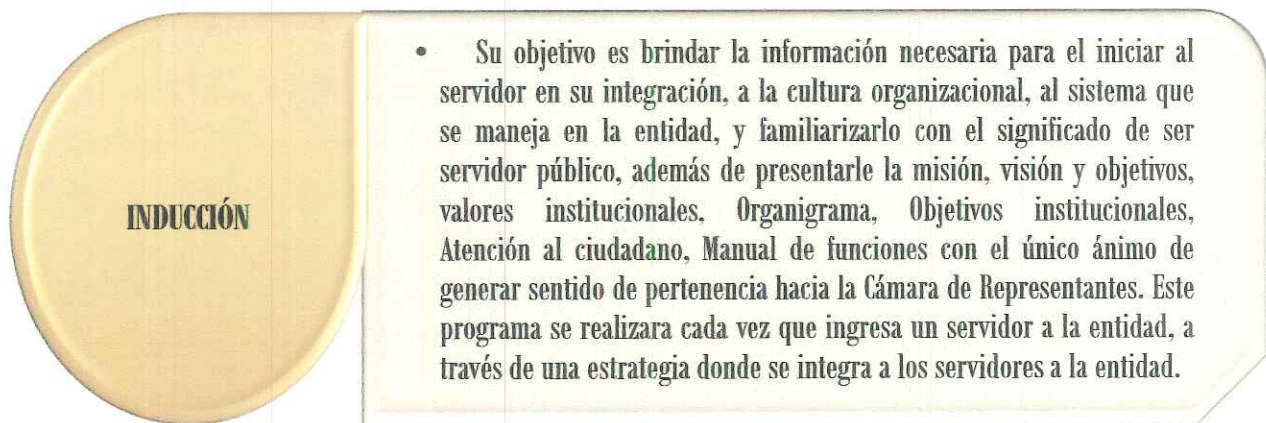 INDUCCIÓN
• Su objetivo es brindar la información necesaria para el iniciar al
servidor en su integración, a la cultura organizacional, al sistema que
se maneja en la entidad, y familiarizarlo con el significado de ser
servidor público, además de presentarle la misión, visión y objetivos,
valores institucionales, Organigrama, Objetivos institucionales,
Atención al ciudadano, Manual de funciones con el único ánimo de
generar sentido de pertenencia hacia la Cámara de Representantes. Este
programa se realizara cada vez que ingresa un servidor a la entidad, a
través de una estrategia donde se integra a los servidores a la entidad.